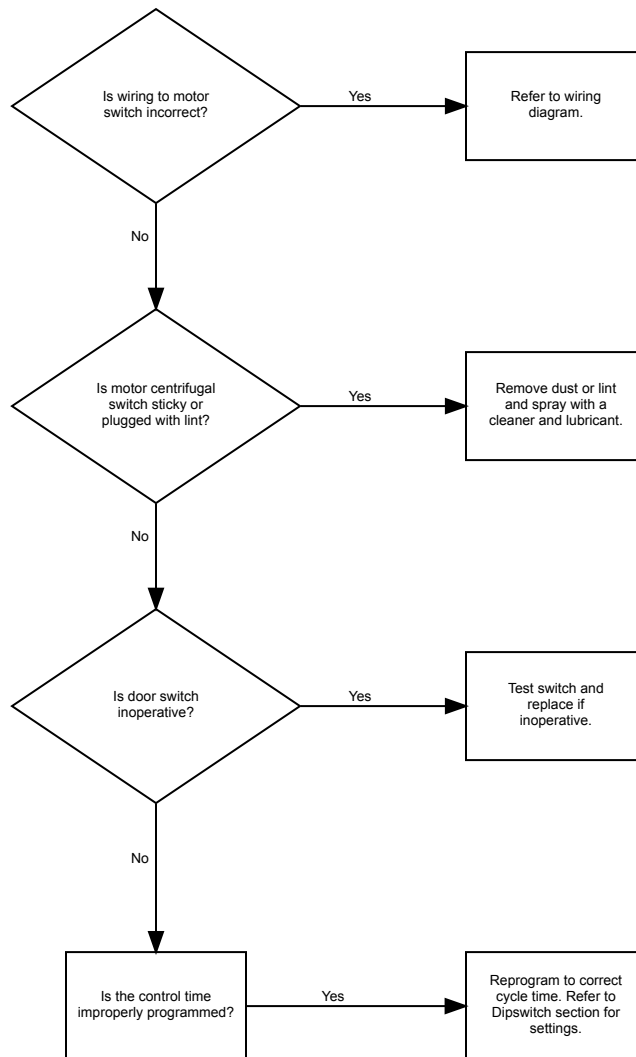 Is wiring to motor
switch incorrect?
Yes
Refer to wiring
diagram.
No
Is motor centrifugal
switch sticky or
plugged with lint?
Yes
Remove dust or lint
and spray with a
cleaner and lubricant.
No
Is door switch
inoperative?
Yes
Test switch and
replace if
inoperative.
No
Is the control time
improperly programmed?
Yes
Reprogram to correct
cycle time. Refer to
Dipswitch section for
settings.